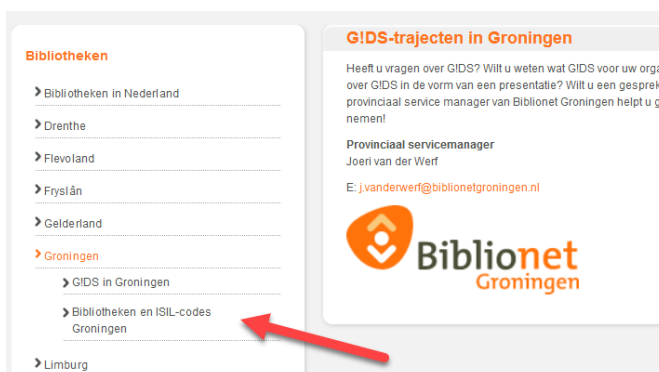 Bibliotheken
Bibliotheken in Nederland
Drenthe
Flevoland
Fryslân
Gelderland
Groningen
G!DS in Groningen
Bibliotheken en ISIL-codes
Groningen
Limburg
G!DS-trajecten in Groningen
Heeft u vragen over G!DS? Wilt u weten wat G!DS voor uw
over G!DS in de vorm van een presentatie? Wilt u een
provinciaal service manager van Biblionet Groningen helpt u
nemen!
Provinciaal servicemanager
Joeri van der Werf
E: j.vanderwerf@biblionetgroningen.nl
Biblionet
Groningen